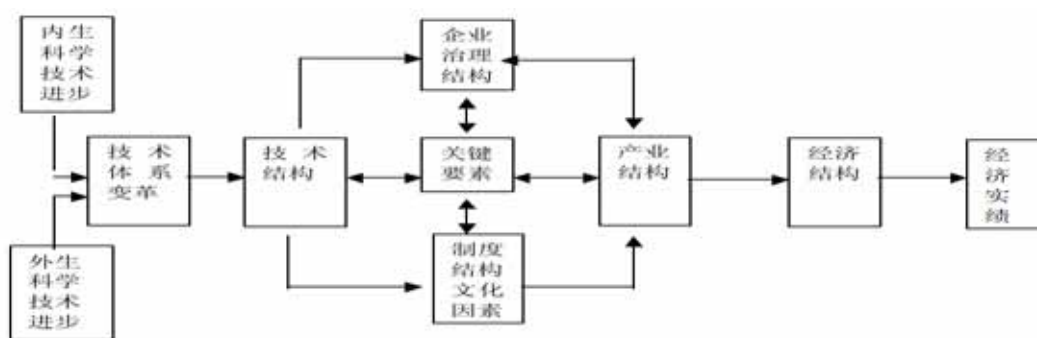 内生
科学
技术
进步
外生
科学
技术
进步
技术
体系
变革
技术
结构
企业
治理
结构
关键
要素
制度
结构
文化
因素
产业
结构
经济
结构
经
济
实
绩